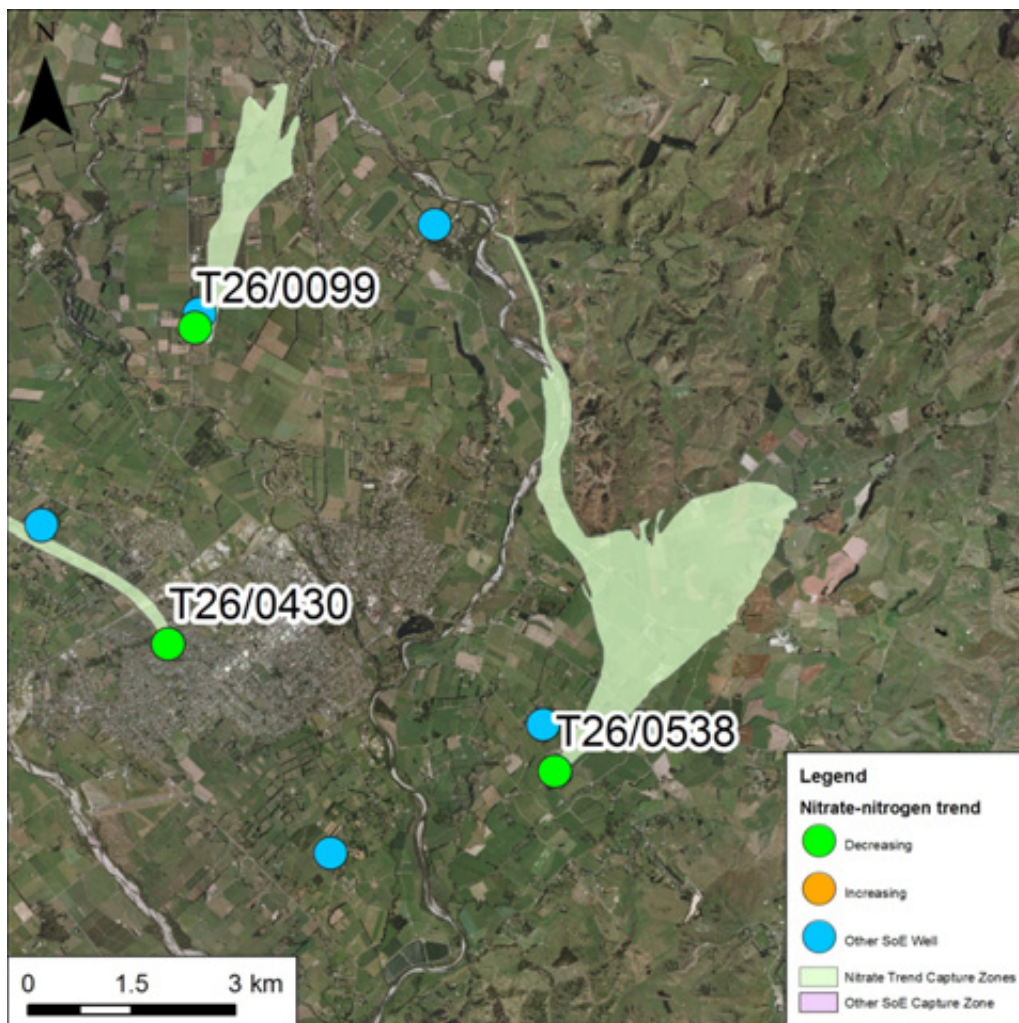 N
T26/0099
T26/0430
T26/0538
Legend
Nitrate-nitrogen trend
Decreasing
Increasing
Other SoE Well
Nitrate Trend Capture Zones
Other SoE Capture Zone
0 1.5 3 km